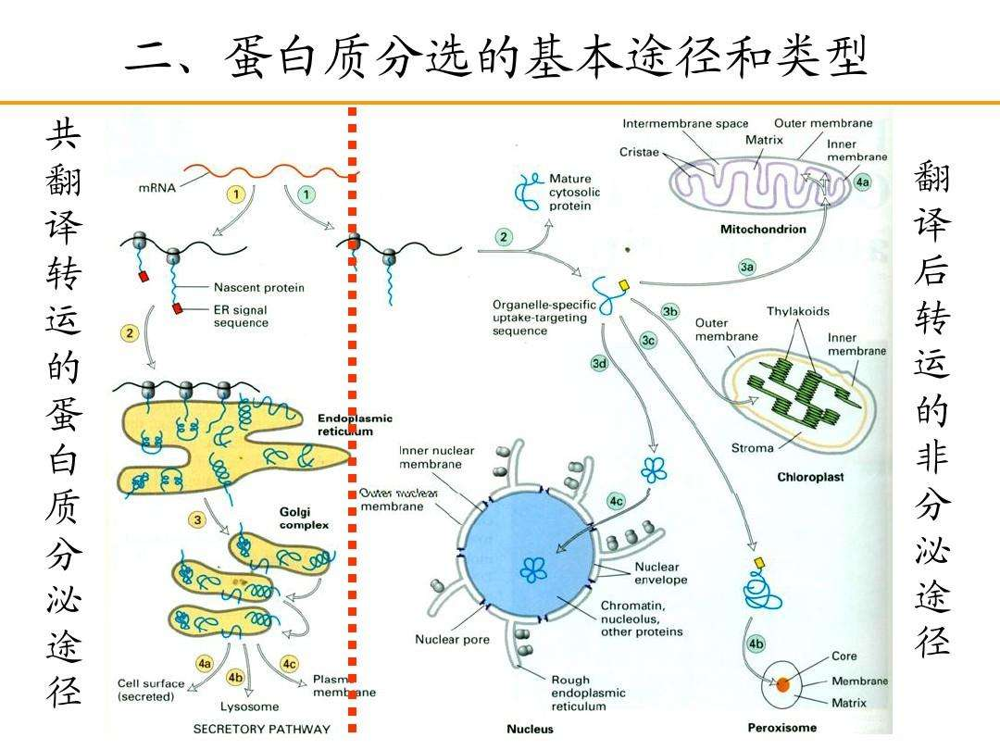 二、蛋白质分选的基本途径和类型
共翻译转运的蛋白质分泌途径
mRNA
1
1
Nascent protein
ER signal
sequence
2
Endoplasmic
reticulum
3
Golgi
complex
4a
4b
4c
Cell surface
(secreted)
Lysosome
Plasma
membrane
SECRETORY PATHWAY
2
Mature
cytosolic
protein
Organelle-specific
uptake-targeting
sequence
3a
3b
3c
3d
Intermembrane space
Outer membrane
Cristae
Matrix
Inner
membrane
4a
Mitochondrion
Thylakoids
Outer
membrane
Inner
membrane
Stroma
Chloroplast
Inner nuclear
membrane
Outer nuclear
membrane
4c
Nuclear
envelope
Chromatin,
nucleolus,
other proteins
Nuclear pore
Rough
endoplasmic
reticulum
Nucleus
4b
Core
Membrane
Matrix
Peroxisome
翻译后转运的非分泌途径